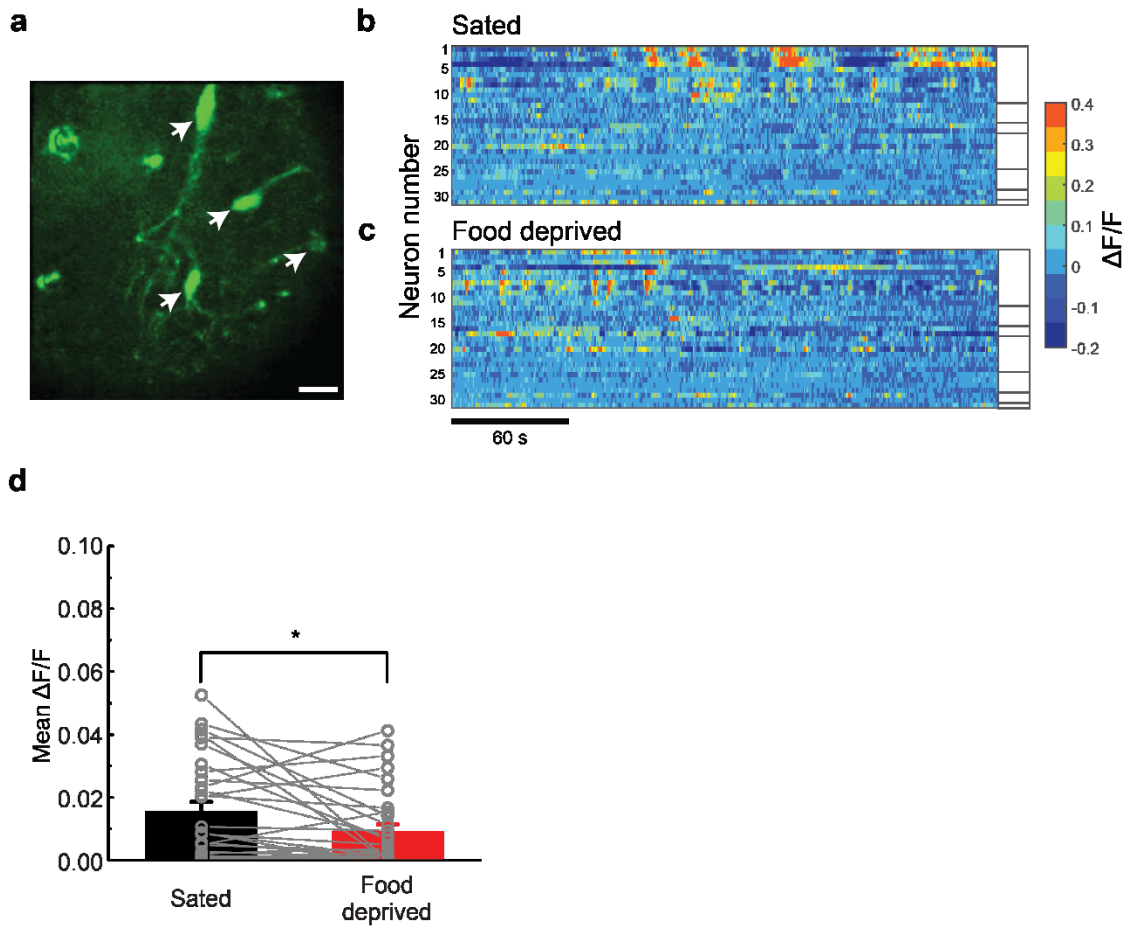 a
b
Sated
1
5
10
15
20
25
30
Neuron number
c
Food deprived
1
5
10
15
20
25
30
60 s
0.4
0.3
0.2
0.1
0
-0.1
-0.2
ΔF/F
d
0.10
0.08
0.06
0.04
0.02
0.00
Mean ΔF/F
*
Sated
Food
deprived